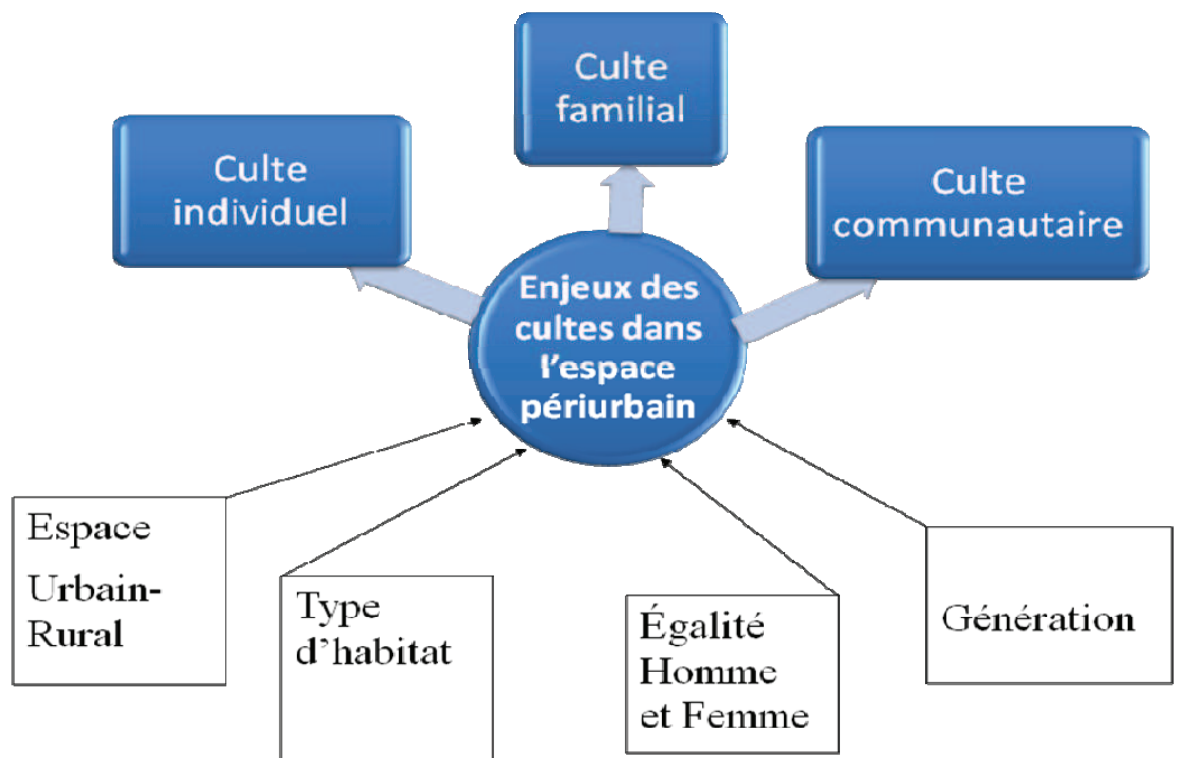 Culte
familial
Culte
individuel
Culte
communautaire
Enjeux des
cultes dans
l'espace
périurbain
Espace
Urbain-
Rural
Type
d'habitat
Égalité
Homme
et Femme
Génération